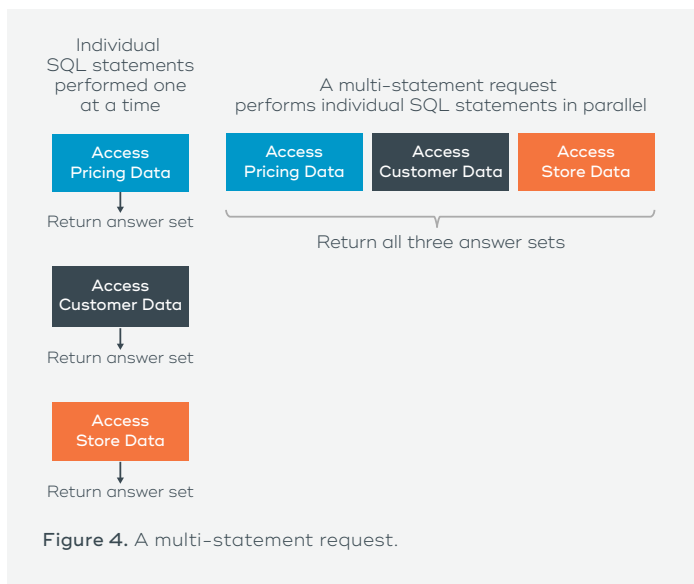 Individual
SQL statements
performed one
at a time
Access
Pricing Data
Return answer set
Access
Customer Data
Return answer set
Access
Store Data
Return answer set
A multi-statement request
performs individual SQL statements in parallel
Access
Pricing Data
Access
Customer Data
Access
Store Data
Return all three answer sets
Figure 4. A multi-statement request.